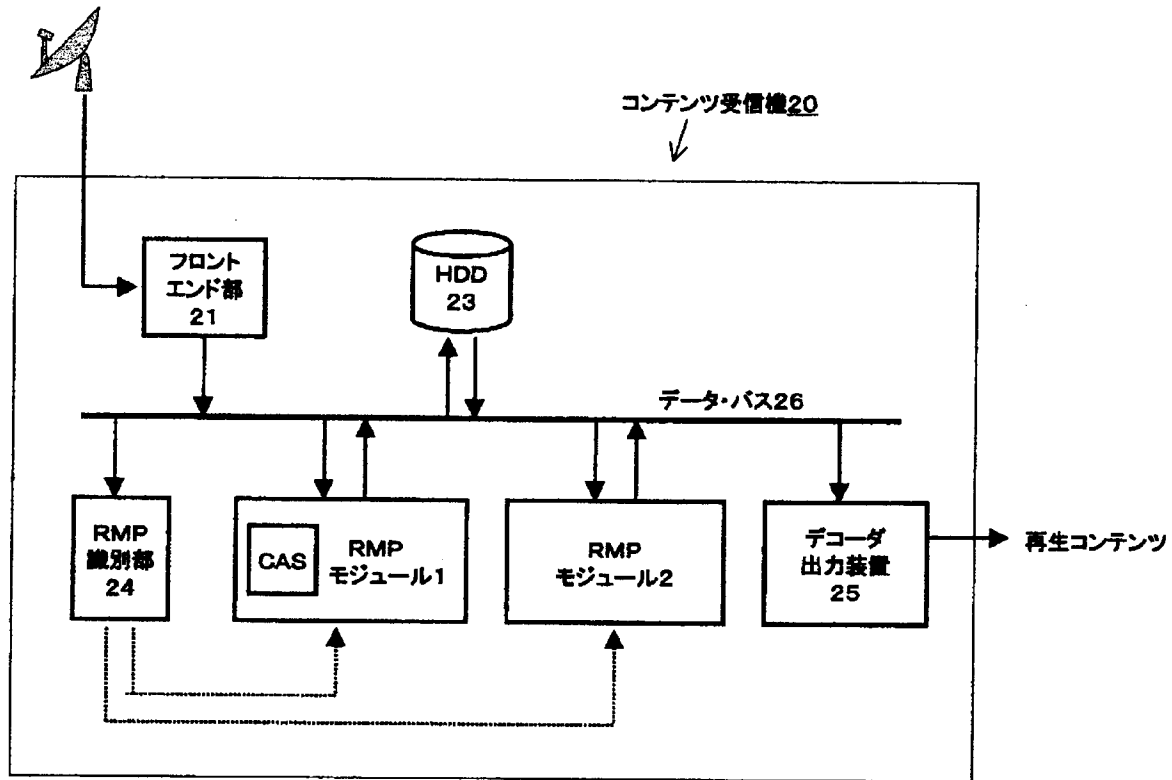 コンテンツ受信機20
フロント
エンド部
21
HDD
23
データ・バス26
RMP
識別部
24
CAS
RMP
モジュール1
RMP
モジュール2
デコーダ
出力装置
25
再生コンテンツ